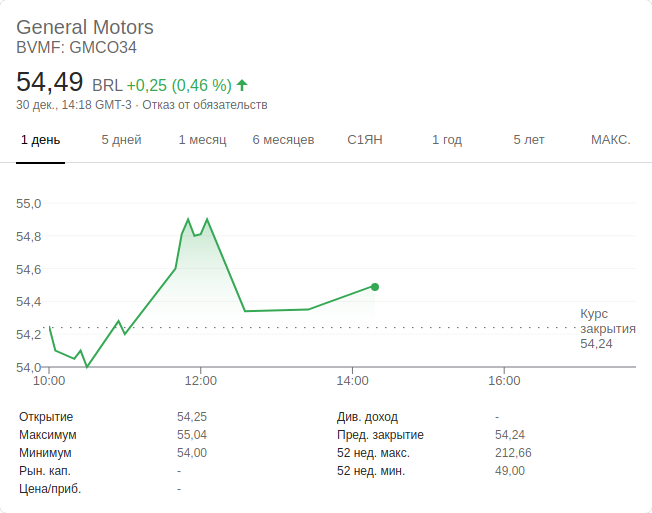 General Motors
BVMF: GMCO34
54,49 BRL +0,25 (0,46 %)
30 дек., 14:18 GMT-3 · Отказ от обязательств
1 день 5 дней 1 месяц 6 месяцев С1ЯН 1 год 5 лет МАКС.
55,0
54,8
54,6
54,4
Курс
закрытия
54,24
54,2
54,0
10:00 12:00 14:00 16:00
Открытие 54,25 Див. доход -
Максимум 55,04 Пред. закрытие 54,24
Минимум 54,00 52 нед. макс. 212,66
Рын. кап. - 52 нед. мин. 49,00
Цена/приб. -